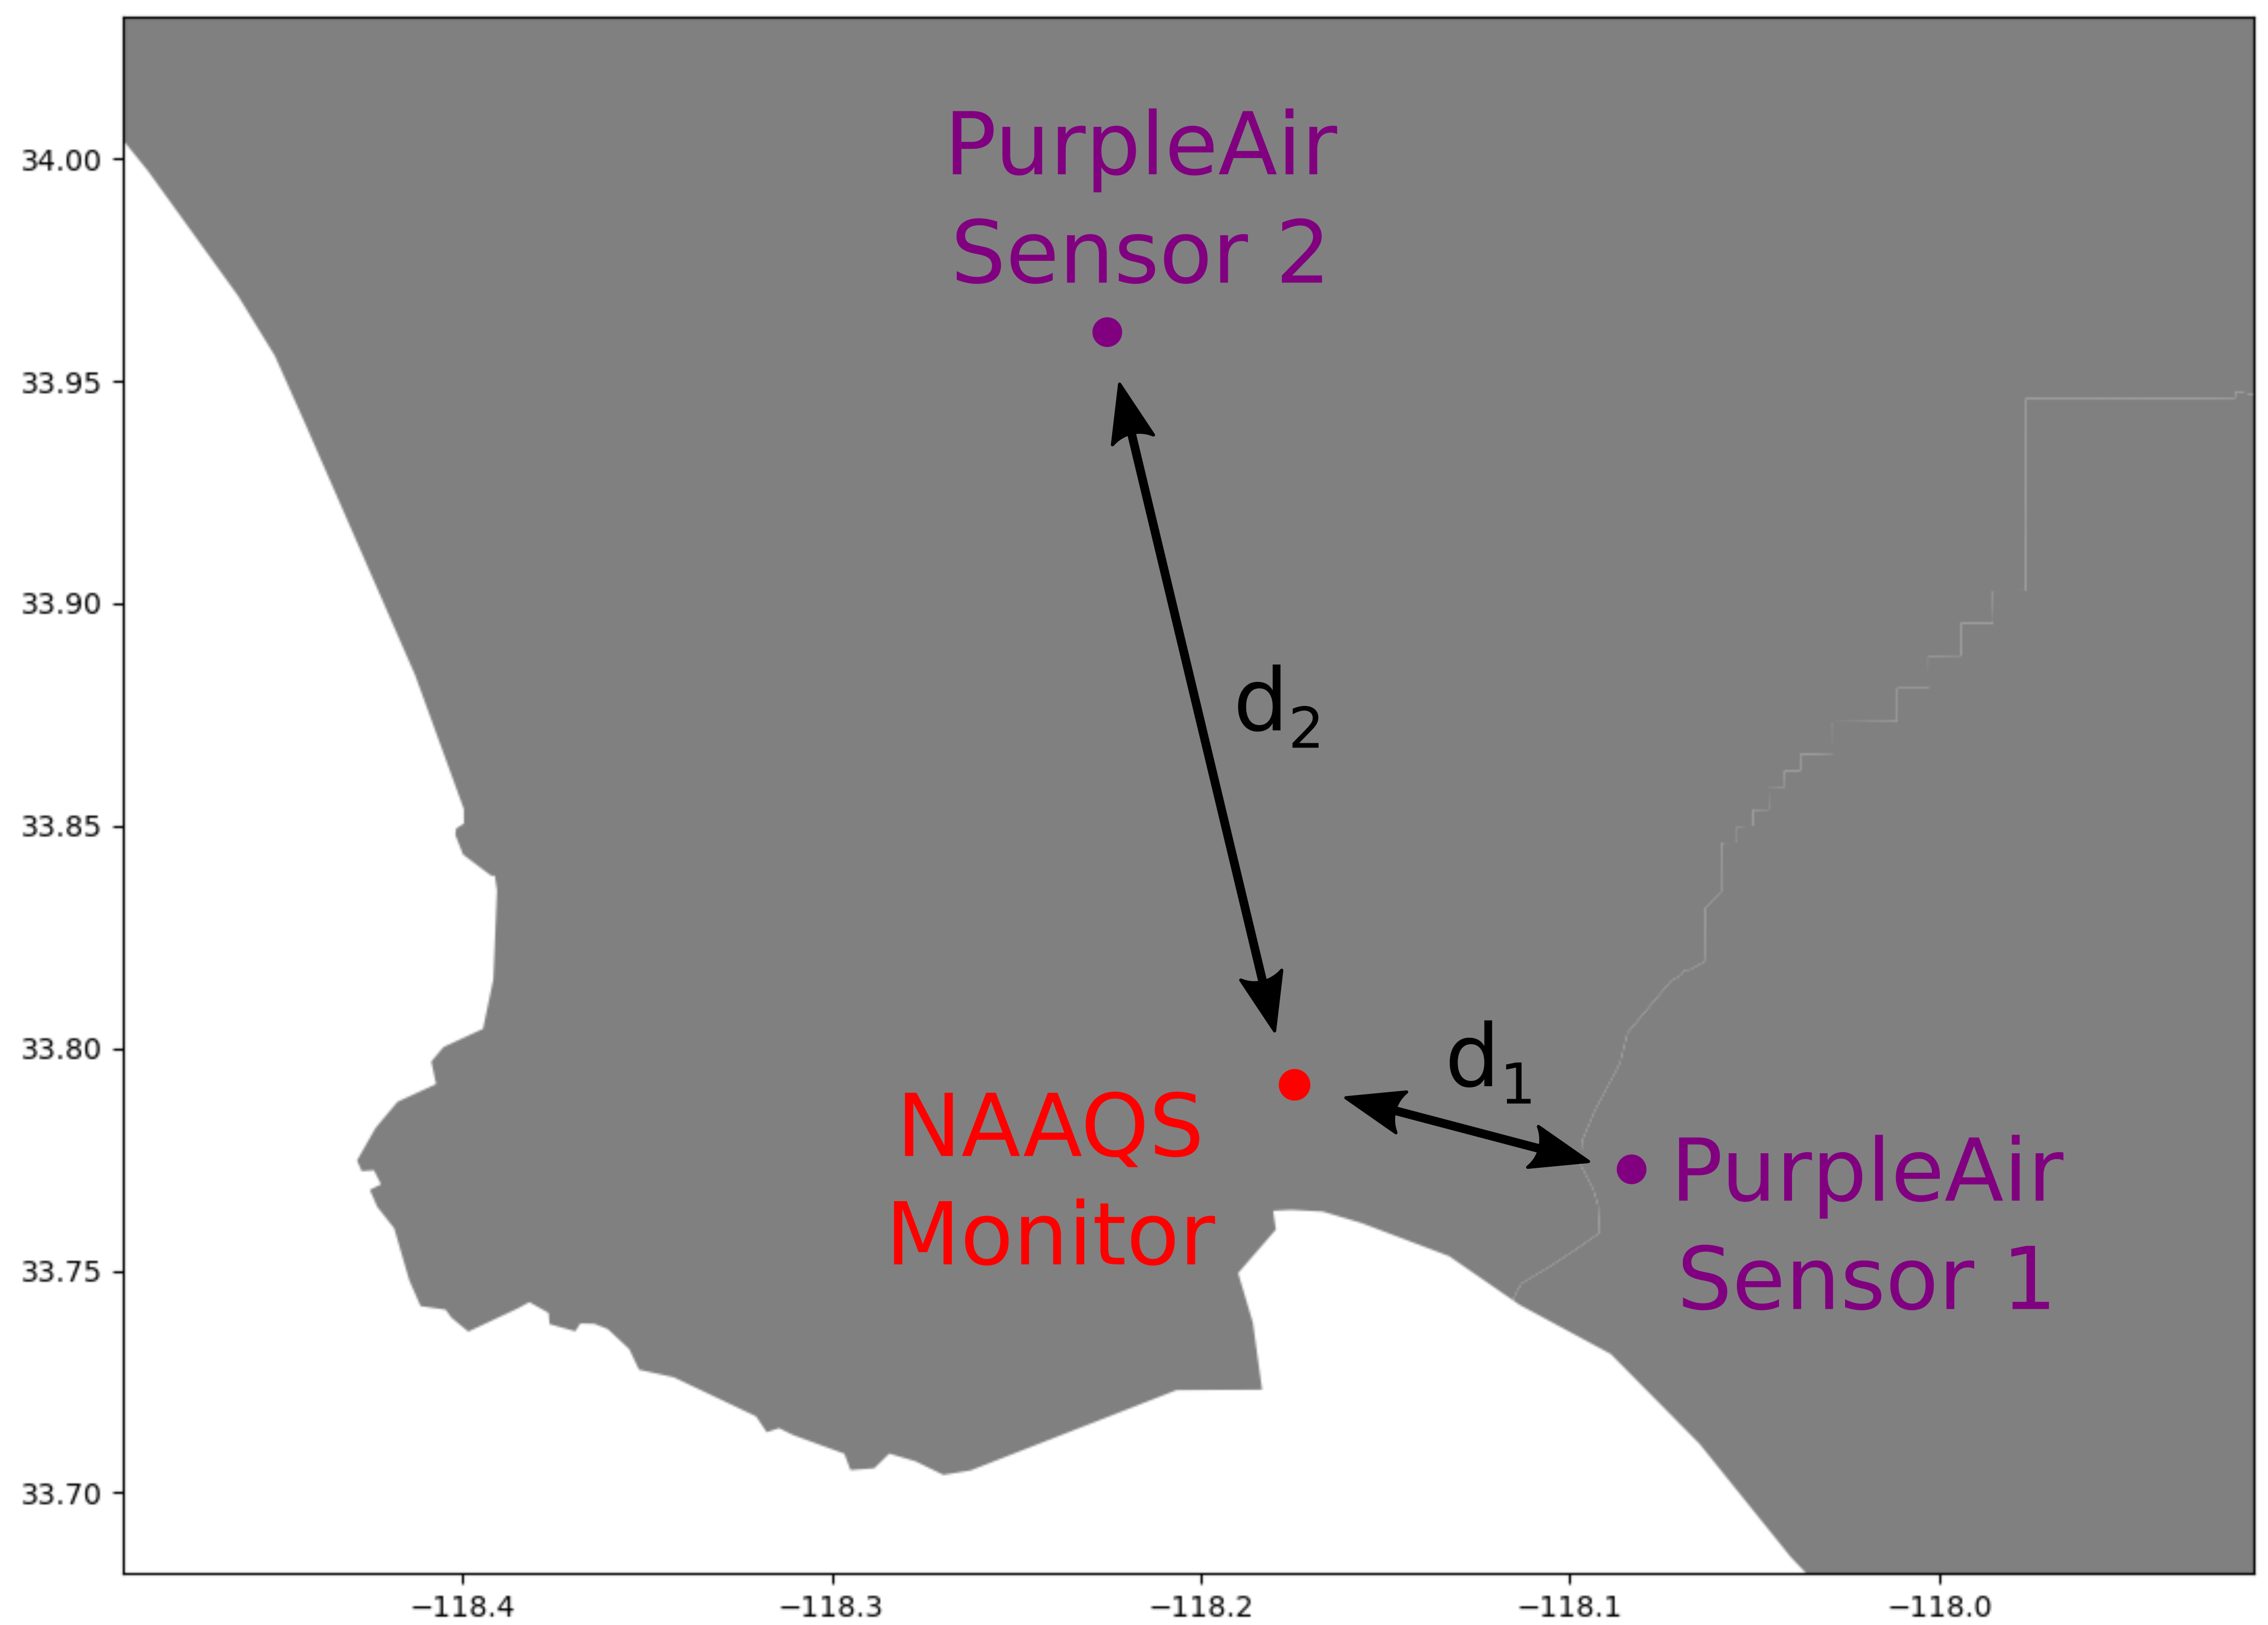 PurpleAir
Sensor 2
34.00
33.95
33.90
d₂
33.85
33.80
d₁
NAAQS
Monitor
PurpleAir
Sensor 1
33.75
33.70
−118.4
−118.3
−118.2
−118.1
−118.0